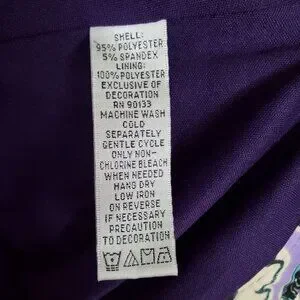 SHELL:
95% POLYESTER
5% SPANDEX
LINING:
100% POLYESTER
EXCLUSIVE OF
DECORATION
RN 90133
MACHINE WASH
COLD
SEPARATELY
GENTLE CYCLE
ONLY NON-
CHLORINE BLEACH
WHEN NEEDED
HANG DRY
LOW IRON
ON REVERSE
IF NECESSARY
PRECAUTION
TO DECORATION